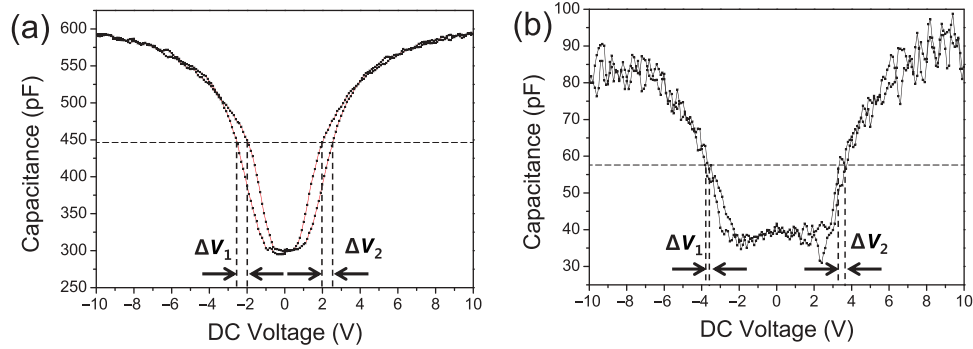 (a)
Capacitance (pF)
600
550
500
450
400
350
300
250
ΔV1
ΔV2
−10 −8 −6 −4 −2 0 2 4 6 8 10
DC Voltage (V)
(b)
Capacitance (pF)
100
90
80
70
60
50
40
30
ΔV1
ΔV2
−10 −8 −6 −4 −2 0 2 4 6 8 10
DC Voltage (V)